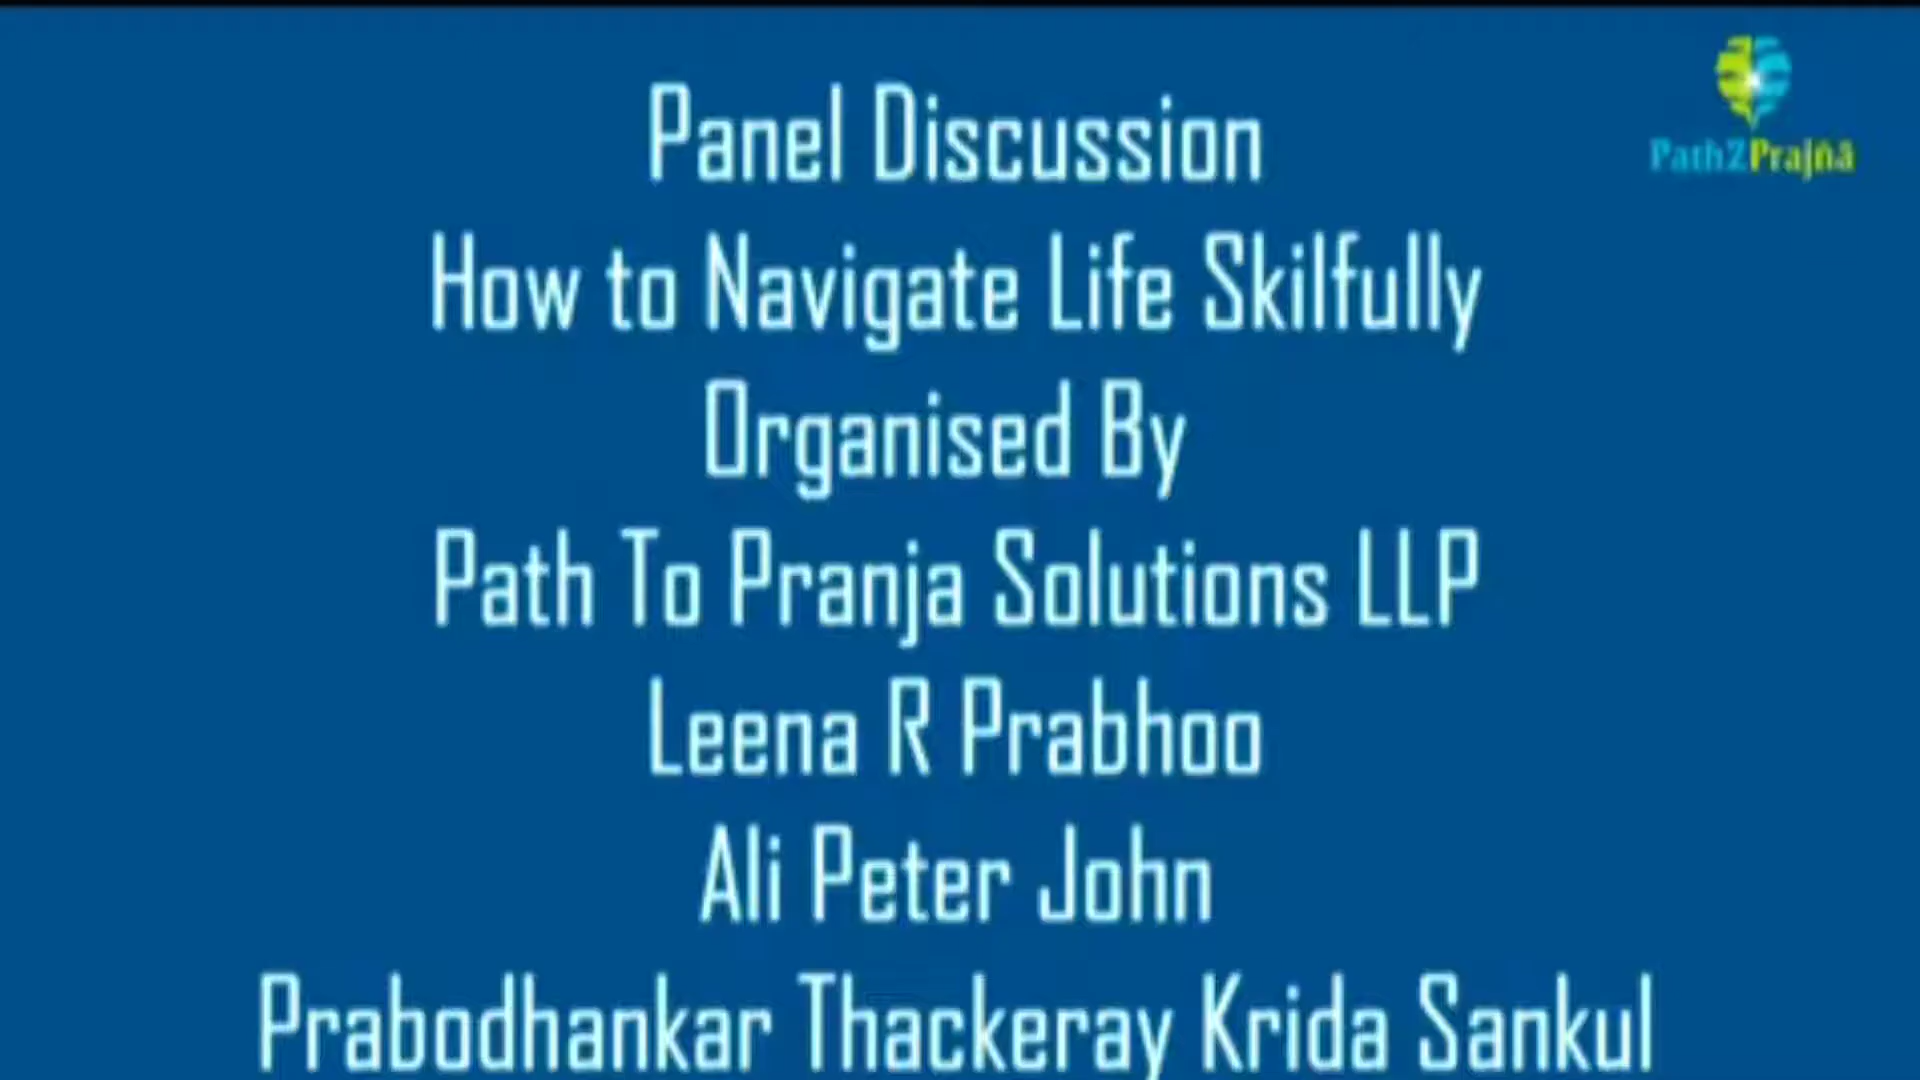 Panel Discussion
How to Navigate Life Skilfully
Organised By
Path To Pranja Solutions LLP
Leena R Prabhoo
Ali Peter John
Prabodhankar Thackeray Krida Sankul
Path2Prajñā